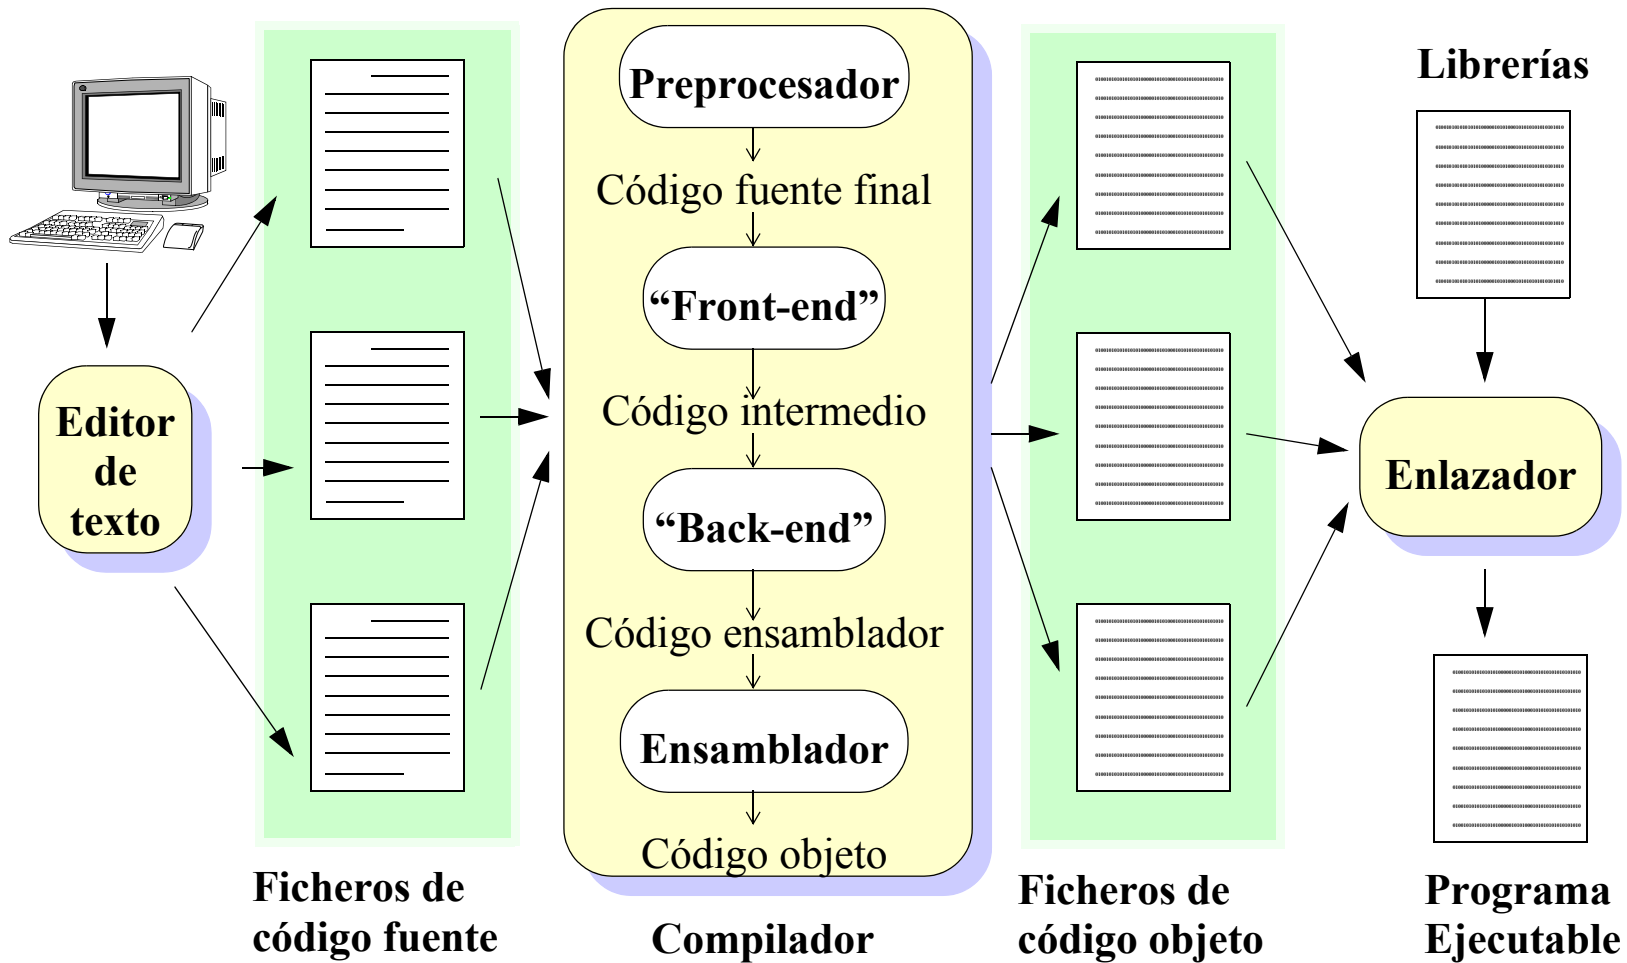 Editor
de
texto
Ficheros de
código fuente
Preprocesador
Código fuente final
“Front-end”
Código intermedio
“Back-end”
Código ensamblador
Ensamblador
Código objeto
Compilador
Ficheros de
código objeto
Librerías
Enlazador
Programa
Ejecutable